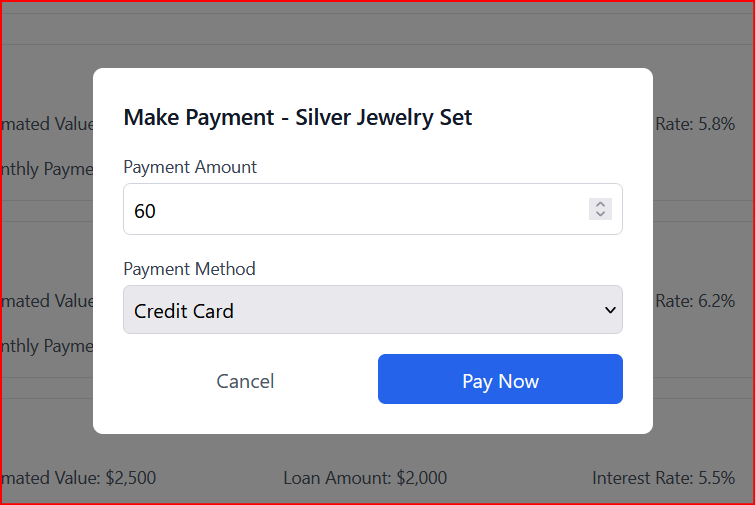 Make Payment - Silver Jewelry Set
mated Value
Rate: 5.8%
Payment Amount
nthly Payme
60
Payment Method
mated Value
Rate: 6.2%
Credit Card
nthly Payme
Cancel
Pay Now
mated Value: $2,500
Loan Amount: $2,000
Interest Rate: 5.5%